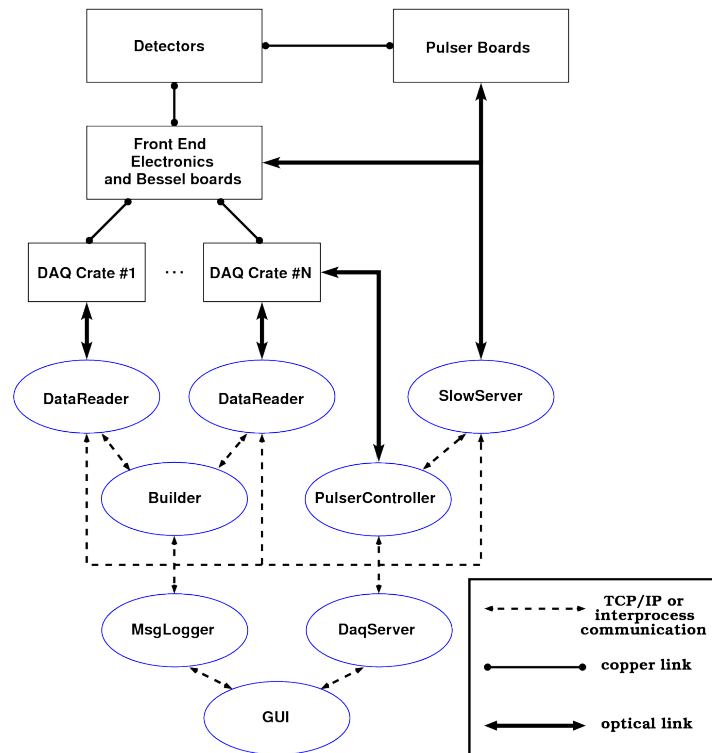 Detectors
Pulser Boards
Front End
Electronics
and Bessel boards
DAQ Crate #1
...
DAQ Crate #N
DataReader
DataReader
SlowServer
Builder
PulserController
MsgLogger
DaqServer
GUI
TCP/IP or
interprocess
communication
copper link
optical link